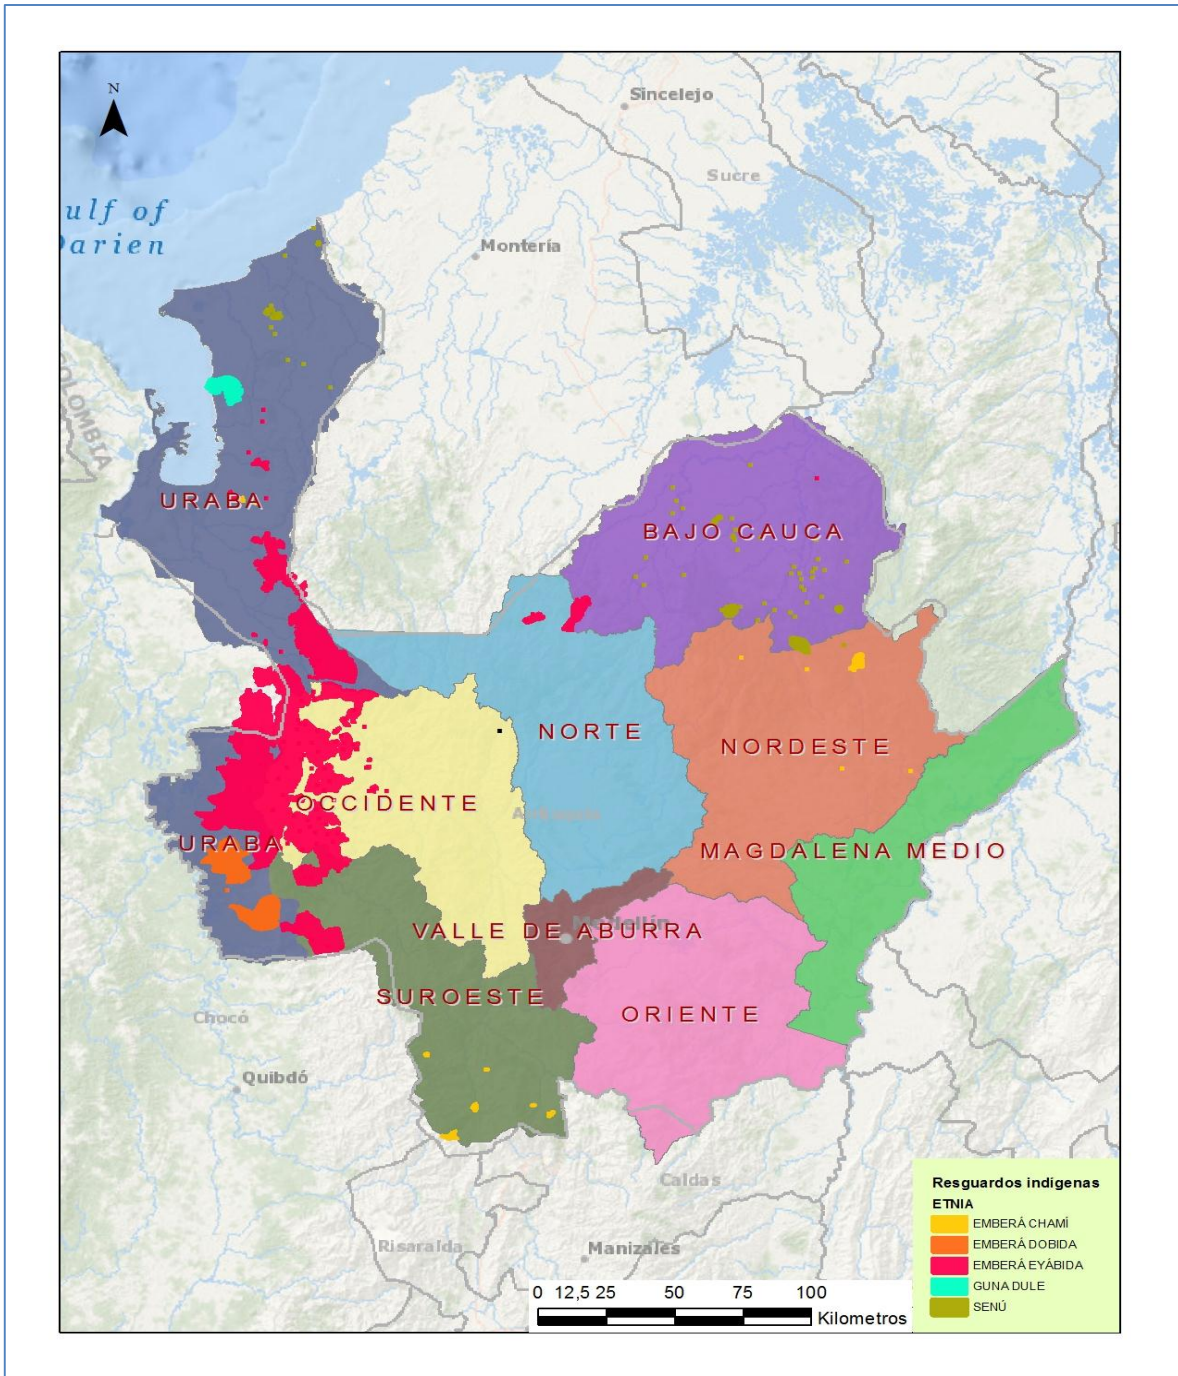 N
Sincelejo
Sucre
ulf of
arien
Montería
COLOMBIA
URABA
BAJO CAUCA
NORTE
NORDESTE
OCCIDENTE
URABA
MAGDALENA MEDIO
Medellín
VALLE DE ABURRA
SUROESTE
ORIENTE
Chocó
Quibdó
Caldas
Risaralda
Manizales
Resguardos indígenas
ETNIA
EMBERÁ CHAMÍ
EMBERÁ DOBIDA
EMBERÁ EYÁBIDA
GUNA DULE
SENÚ
0 12,5 25 50 75 100
Kilometros